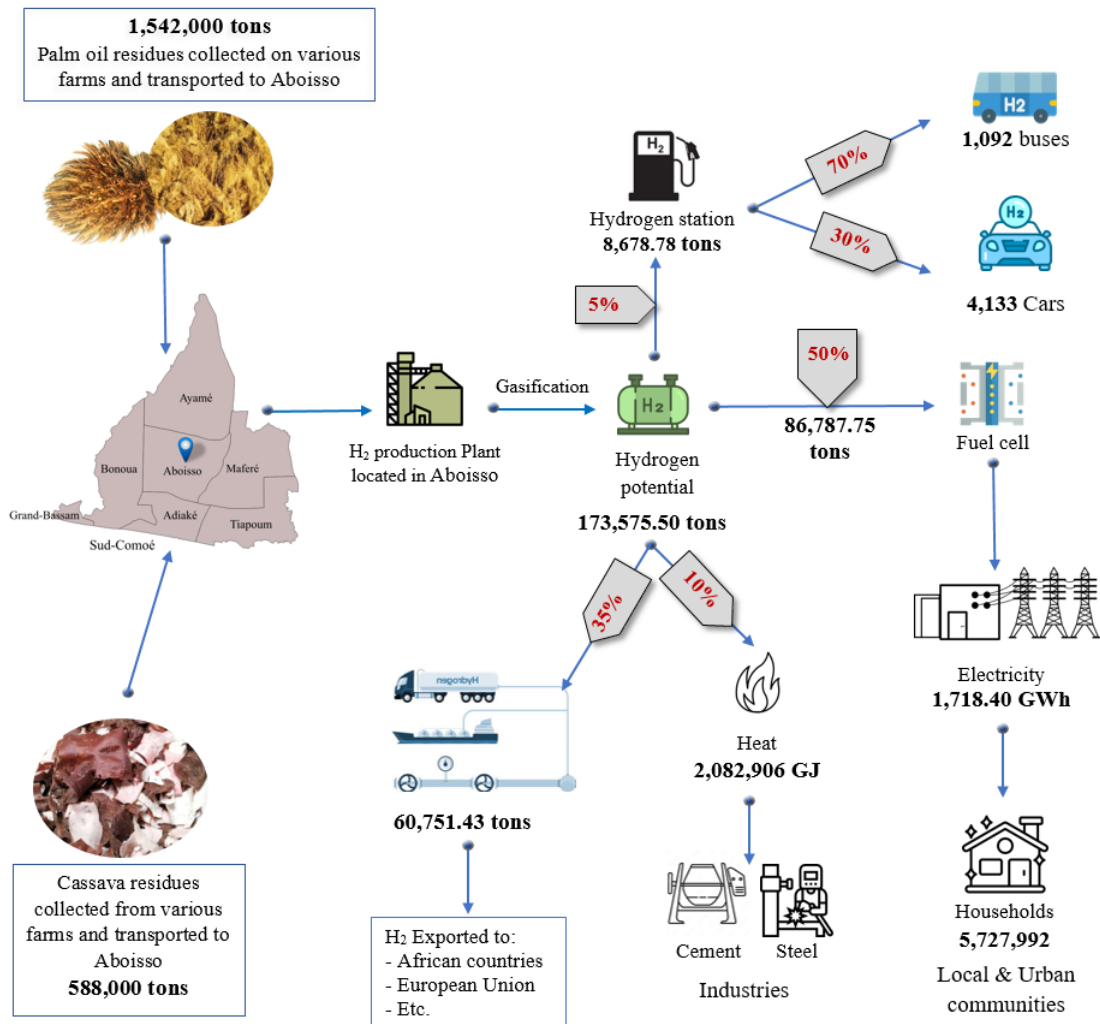 1,542,000 tons
Palm oil residues collected on various
farms and transported to Aboisso
H2
1,092 buses
70%
H2
Hydrogen station
8,678.78 tons
30%
H2
4,133 Cars
5%
50%
Ayamé
Bonoua
Aboisso
Maferé
Grand-Bassam
Adiaké
Tiapoum
Sud-Comoé
H2 production Plant
located in Aboisso
Gasification
H2
Hydrogen
potential
173,575.50 tons
86,787.75
tons
Fuel cell
35%
10%
Hydrogen
60,751.43 tons
Heat
2,082,906 GJ
Electricity
1,718.40 GWh
Cassava residues
collected from various
farms and transported to
Aboisso
588,000 tons
H2 Exported to:
- African countries
- European Union
- Etc.
Cement
Steel
Industries
Households
5,727,992
Local & Urban
communities